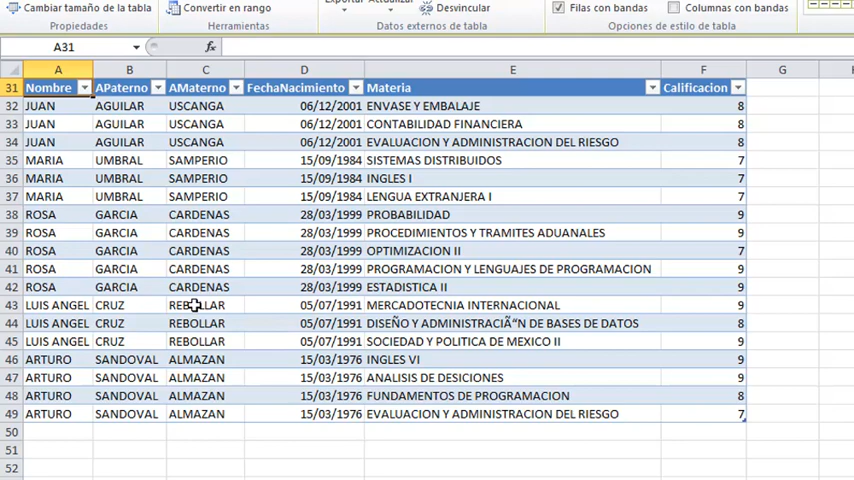 Cambiar tamaño de la tabla
Convertir en rango
Exportar Actualizar
Desvincular
Filas con bandas
Columnas con bandas
Propiedades
Herramientas
Datos externos de tabla
Opciones de estilo de tabla
A31
fx
A B C D E F G
31 Nombre APaterno AMaterno FechaNacimiento Materia Calificacion
32 JUAN AGUILAR USCANGA 06/12/2001 ENVASE Y EMBALAJE 8
33 JUAN AGUILAR USCANGA 06/12/2001 CONTABILIDAD FINANCIERA 8
34 JUAN AGUILAR USCANGA 06/12/2001 EVALUACION Y ADMINISTRACION DEL RIESGO 8
35 MARIA UMBRAL SAMPERIO 15/09/1984 SISTEMAS DISTRIBUIDOS 7
36 MARIA UMBRAL SAMPERIO 15/09/1984 INGLES I 7
37 MARIA UMBRAL SAMPERIO 15/09/1984 LENGUA EXTRANJERA I 7
38 ROSA GARCIA CARDENAS 28/03/1999 PROBABILIDAD 9
39 ROSA GARCIA CARDENAS 28/03/1999 PROCEDIMIENTOS Y TRAMITES ADUANALES 9
40 ROSA GARCIA CARDENAS 28/03/1999 OPTIMIZACION II 7
41 ROSA GARCIA CARDENAS 28/03/1999 PROGRAMACION Y LENGUAJES DE PROGRAMACION 9
42 ROSA GARCIA CARDENAS 28/03/1999 ESTADISTICA II 9
43 LUIS ANGEL CRUZ REBOLLAR 05/07/1991 MERCADOTECNIA INTERNACIONAL 9
44 LUIS ANGEL CRUZ REBOLLAR 05/07/1991 DISEÑO Y ADMINISTRACIÃ“N DE BASES DE DATOS 8
45 LUIS ANGEL CRUZ REBOLLAR 05/07/1991 SOCIEDAD Y POLITICA DE MEXICO II 9
46 ARTURO SANDOVAL ALMAZAN 15/03/1976 INGLES VI 9
47 ARTURO SANDOVAL ALMAZAN 15/03/1976 ANALISIS DE DESICIONES 9
48 ARTURO SANDOVAL ALMAZAN 15/03/1976 FUNDAMENTOS DE PROGRAMACION 8
49 ARTURO SANDOVAL ALMAZAN 15/03/1976 EVALUACION Y ADMINISTRACION DEL RIESGO 7
50
51
52